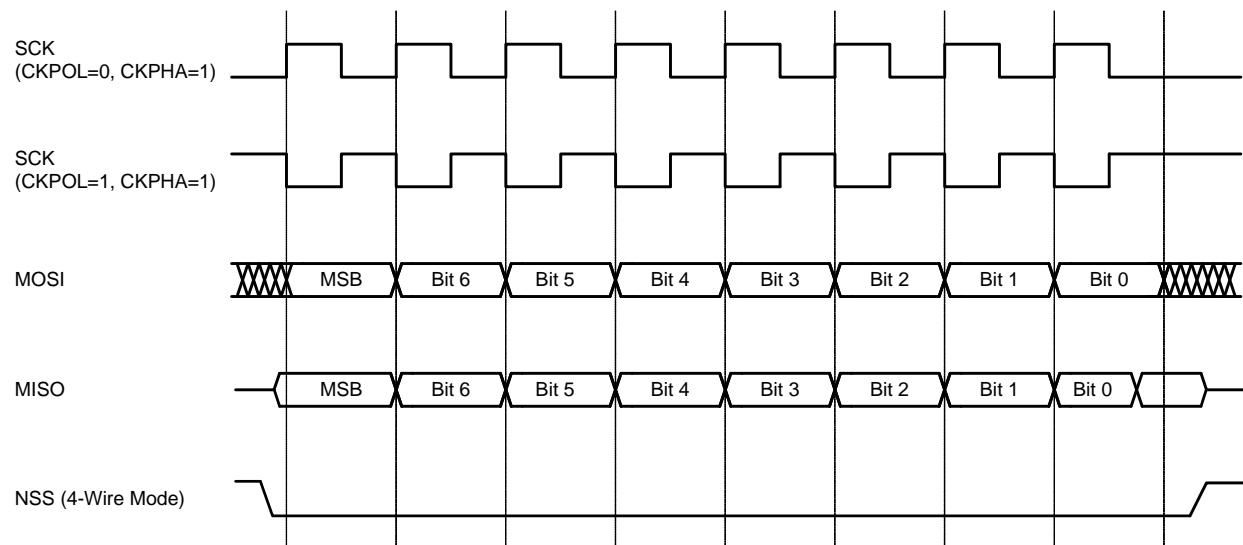 SCK
(CKPOL=0, CKPHA=1)
SCK
(CKPOL=1, CKPHA=1)
MOSI
MSB Bit 6 Bit 5 Bit 4 Bit 3 Bit 2 Bit 1 Bit 0
MISO
MSB Bit 6 Bit 5 Bit 4 Bit 3 Bit 2 Bit 1 Bit 0
NSS (4-Wire Mode)